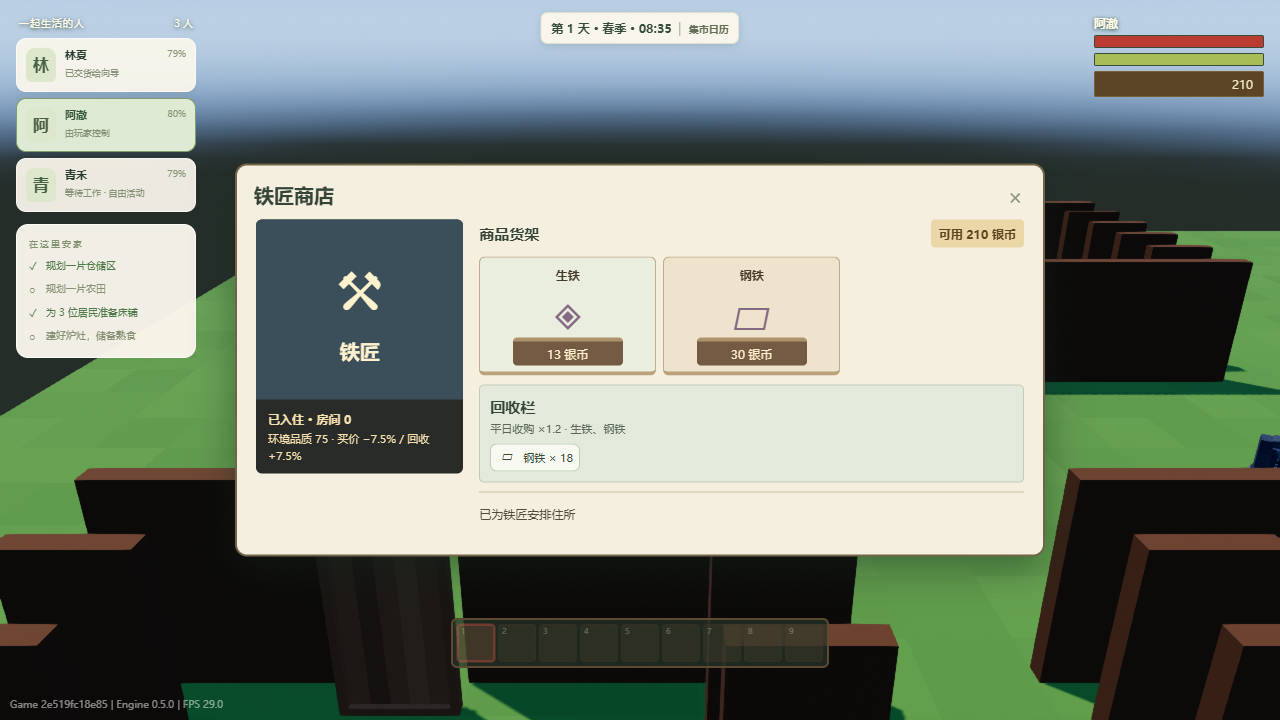 一起生活的人 3 人
林
林夏 79%
已交货给向导
阿
阿澈 80%
由玩家控制
青
青禾 79%
等待工作 · 自由活动
在这里安家
✓ 规划一片仓储区
○ 规划一片农田
✓ 为 3 位居民准备床铺
○ 建好炉灶，储备熟食
第 1 天 • 春季 • 08:35 | 集市日历
阿澈
210
铁匠商店
×
铁匠
已入住 • 房间 0
环境品质 75 · 买价 −7.5% / 回收
+7.5%
商品货架
可用 210 银币
生铁
13 银币
钢铁
30 银币
回收栏
平日收购 ×1.2 · 生铁、钢铁
钢铁 × 18
已为铁匠安排住所
1 2 3 4 5 6 7 8 9
Game 2e519fc18e85 | Engine 0.5.0 | FPS 29.0